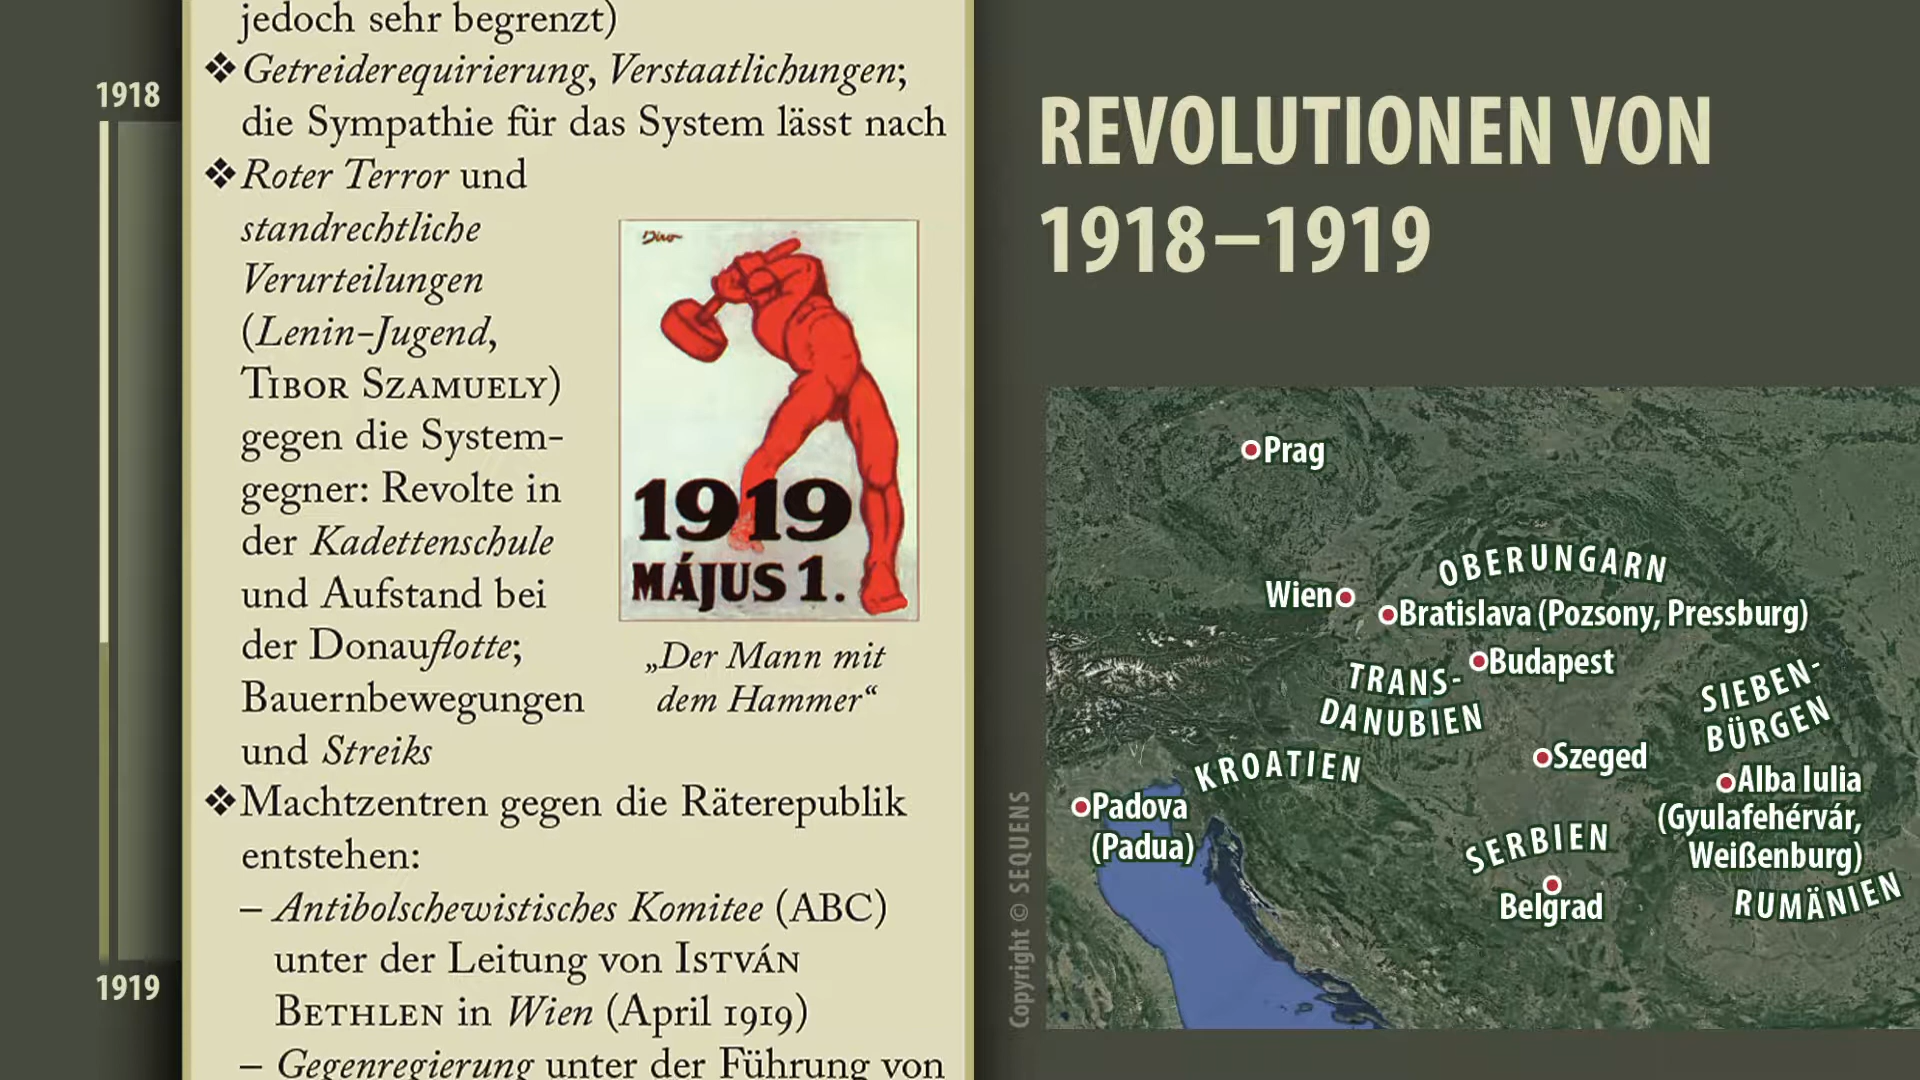 jedoch sehr begrenzt)
❖ Getreiderequirierung, Verstaatlichungen;
die Sympathie für das System lässt nach
❖ Roter Terror und
standrechtliche
Verurteilungen
(Lenin-Jugend,
TIBOR SZAMUELY)
gegen die System-
gegner: Revolte in
der Kadettenschule
und Aufstand bei
der Donauflotte;
Bauernbewegungen
und Streiks
❖ Machtzentren gegen die Räterepublik
entstehen:
– Antibolschewistisches Komitee (ABC)
unter der Leitung von ISTVÁN
BETHLEN in Wien (April 1919)
– Gegenregierung unter der Führung von
1919
MÁJUS 1.
„Der Mann mit
dem Hammer“
1918
1919
REVOLUTIONEN VON
1918–1919
Prag
OBERUNGARN
Wien
Bratislava (Pozsony, Pressburg)
Budapest
TRANS-
DANUBIEN
SIEBEN-
BÜRGEN
Szeged
KROATIEN
Alba Iulia
(Gyulafehérvár,
Weißenburg)
Padova
(Padua)
SERBIEN
Belgrad
RUMÄNIEN
Copyright © SEQUENS